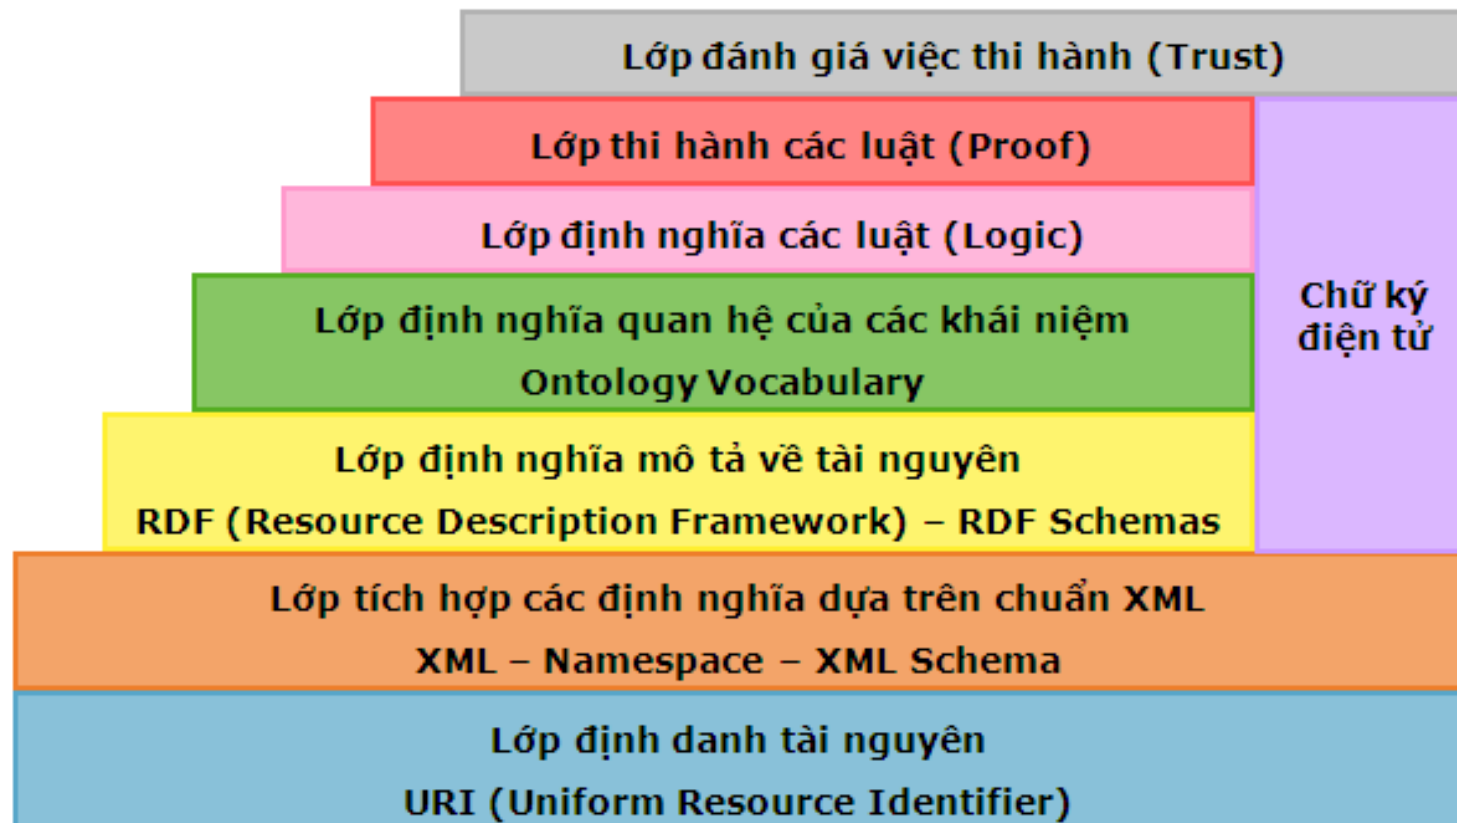 Lớp đánh giá việc thi hành (Trust)
Lớp thi hành các luật (Proof)
Lớp định nghĩa các luật (Logic)
Lớp định nghĩa quan hệ của các khái niệm
Ontology Vocabulary
Chữ ký
điện tử
Lớp định nghĩa mô tả về tài nguyên
RDF (Resource Description Framework) – RDF Schemas
Lớp tích hợp các định nghĩa dựa trên chuẩn XML
XML – Namespace – XML Schema
Lớp định danh tài nguyên
URI (Uniform Resource Identifier)